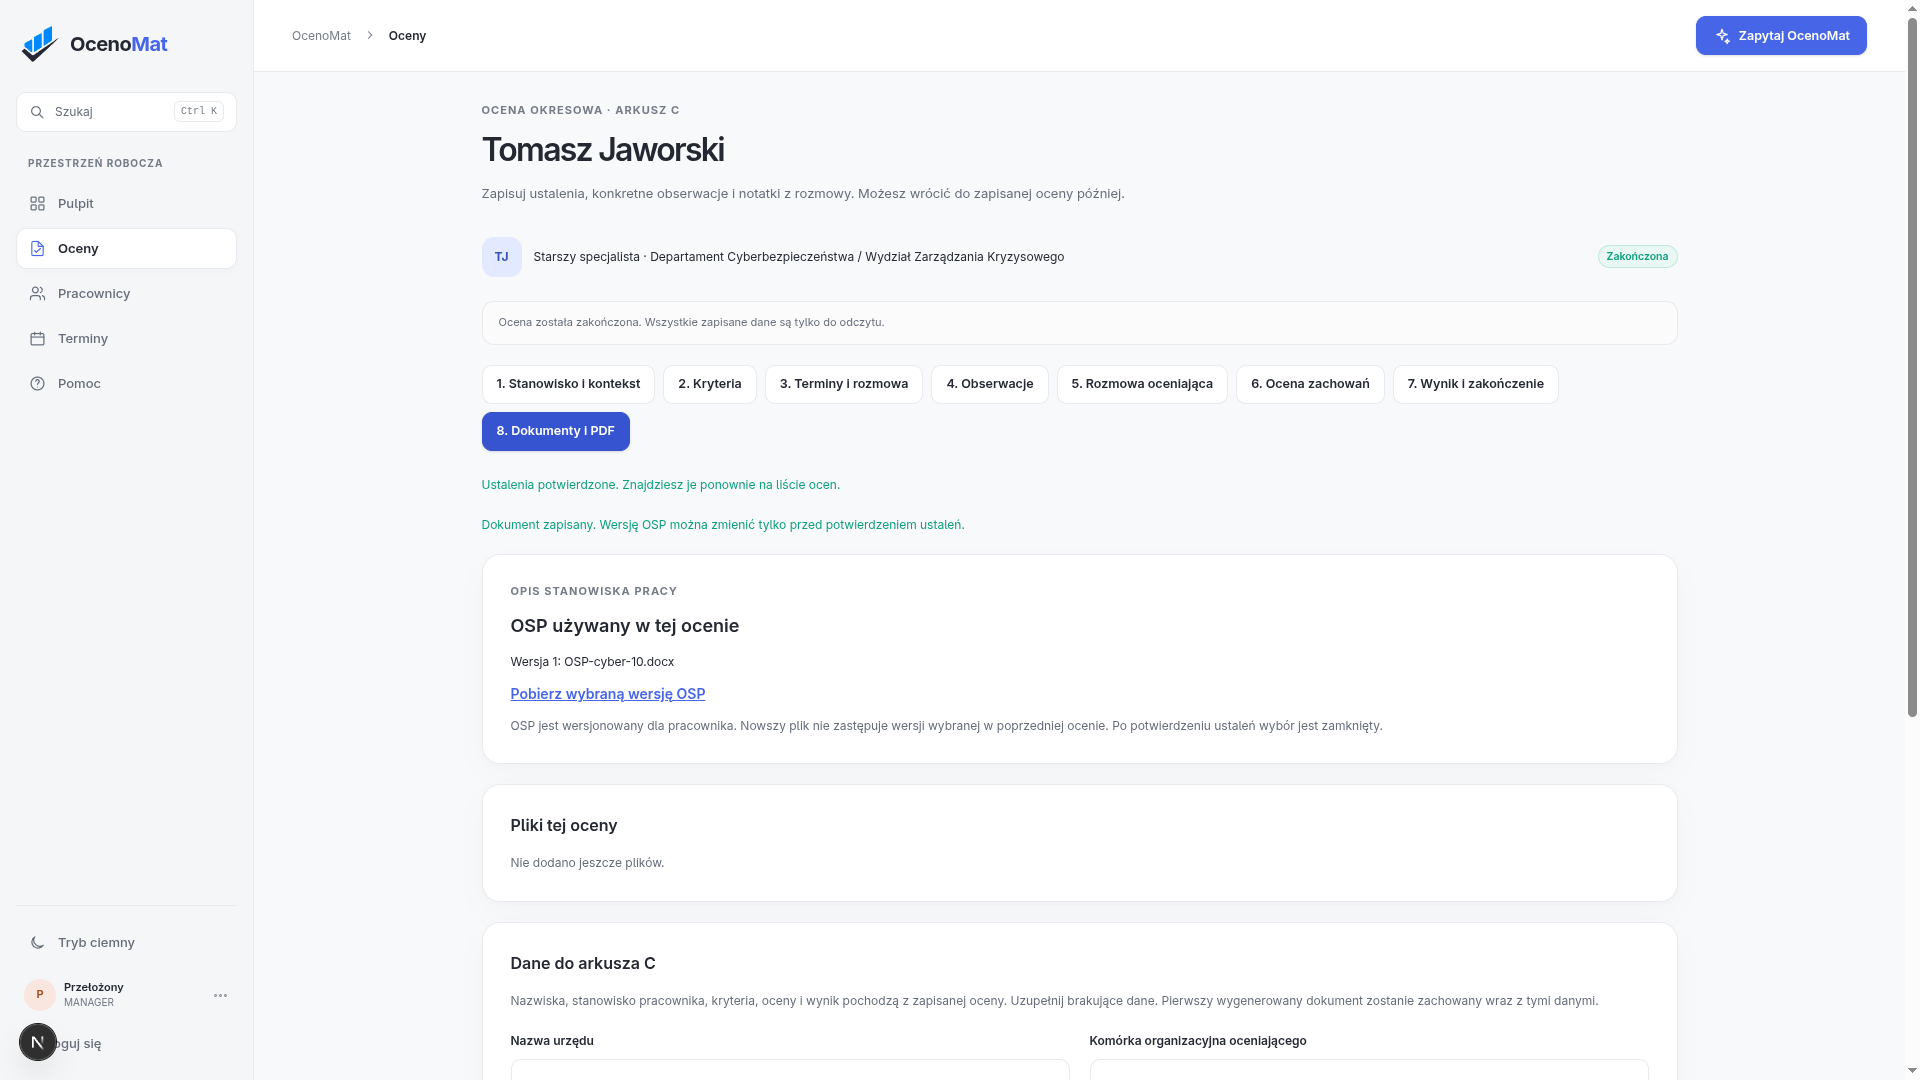 OcenoMat
Szukaj
Ctrl K
PRZESTRZEŃ ROBOCZA
Pulpit
Oceny
Pracownicy
Terminy
Pomoc
Tryb ciemny
P
Przełożony
MANAGER
N
oguj się
OcenoMat
Oceny
Zapytaj OcenoMat
OCENA OKRESOWA · ARKUSZ C
Tomasz Jaworski
Zapisuj ustalenia, konkretne obserwacje i notatki z rozmowy. Możesz wrócić do zapisanej oceny później.
TJ
Starszy specjalista · Departament Cyberbezpieczeństwa / Wydział Zarządzania Kryzysowego
Zakończona
Ocena została zakończona. Wszystkie zapisane dane są tylko do odczytu.
1. Stanowisko i kontekst
2. Kryteria
3. Terminy i rozmowa
4. Obserwacje
5. Rozmowa oceniająca
6. Ocena zachowań
7. Wynik i zakończenie
8. Dokumenty i PDF
Ustalenia potwierdzone. Znajdziesz je ponownie na liście ocen.
Dokument zapisany. Wersję OSP można zmienić tylko przed potwierdzeniem ustaleń.
OPIS STANOWISKA PRACY
OSP używany w tej ocenie
Wersja 1: OSP-cyber-10.docx
Pobierz wybraną wersję OSP
OSP jest wersjonowany dla pracownika. Nowszy plik nie zastępuje wersji wybranej w poprzedniej ocenie. Po potwierdzeniu ustaleń wybór jest zamknięty.
Pliki tej oceny
Nie dodano jeszcze plików.
Dane do arkusza C
Nazwiska, stanowisko pracownika, kryteria, oceny i wynik pochodzą z zapisanej oceny. Uzupełnij brakujące dane. Pierwszy wygenerowany dokument zostanie zachowany wraz z tymi danymi.
Nazwa urzędu
Komórka organizacyjna oceniającego